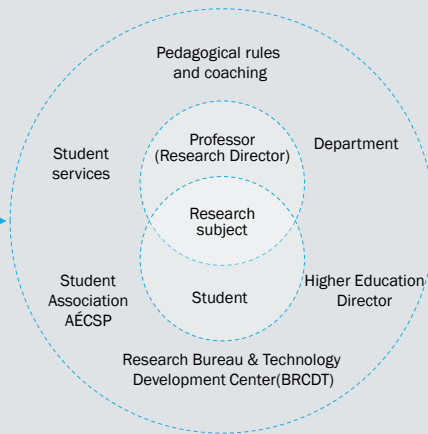 Pedagogical rules
and coaching
Professor
(Research Director)
Department
Student
services
Research
subject
Student
Association
AÉCSP
Student
Higher Education
Director
Research Bureau & Technology
Development Center(BRCDT)